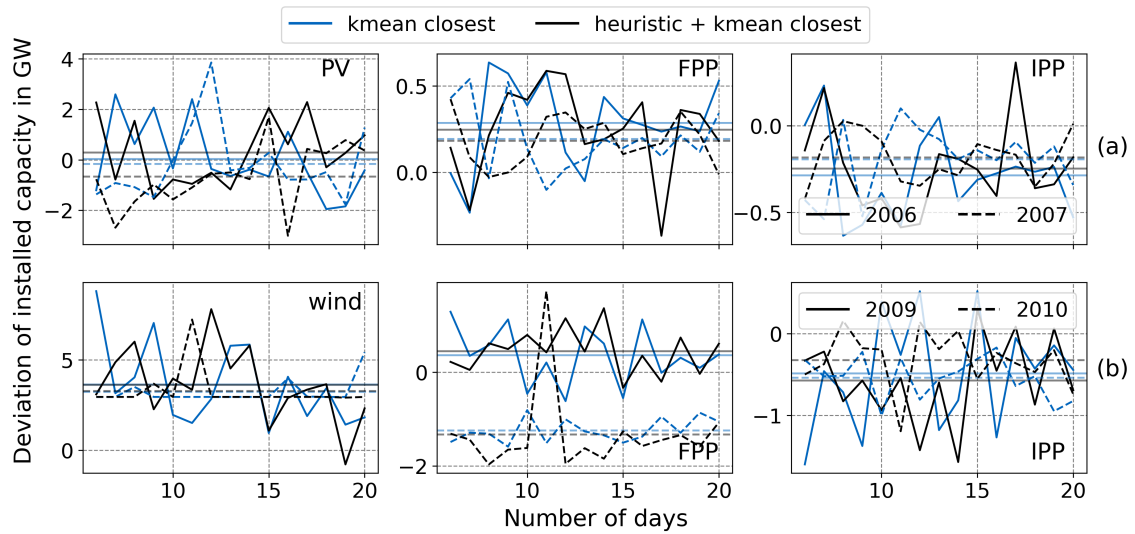 kmean closest
heuristic + kmean closest
Deviation of installed capacity in GW
4
2
0
−2
PV
0.5
0.0
FPP
0.0
−0.5
IPP
2006
2007
(a)
5
0
wind
10
15
20
0
−2
FPP
10
15
20
0
−1
2009
2010
IPP
10
15
20
(b)
Number of days